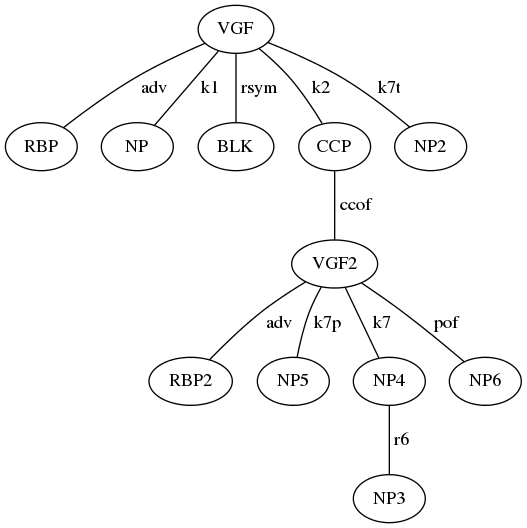 VGF
adv k1 rsym k2 k7t
RBP NP BLK CCP NP2
ccof
VGF2
adv k7p k7 pof
RBP2 NP5 NP4 NP6
r6
NP3